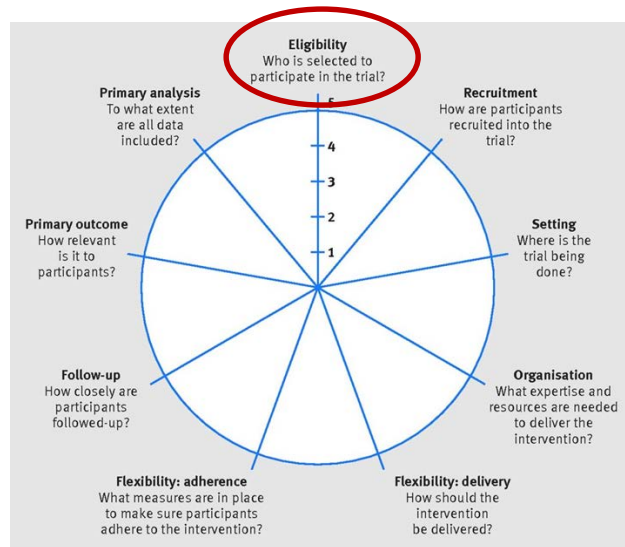 Eligibility
Who is selected to
participate in the trial?
Recruitment
How are participants
recruited into the
trial?
Setting
Where is the
trial being
done?
Organisation
What expertise and
resources are needed
to deliver the
intervention?
Flexibility: delivery
How should the
intervention
be delivered?
Flexibility: adherence
What measures are in place
to make sure participants
adhere to the intervention?
Follow-up
How closely are
participants
followed-up?
Primary outcome
How relevant
is it to
participants?
Primary analysis
To what extent
are all data
included?
5
4
3
2
1